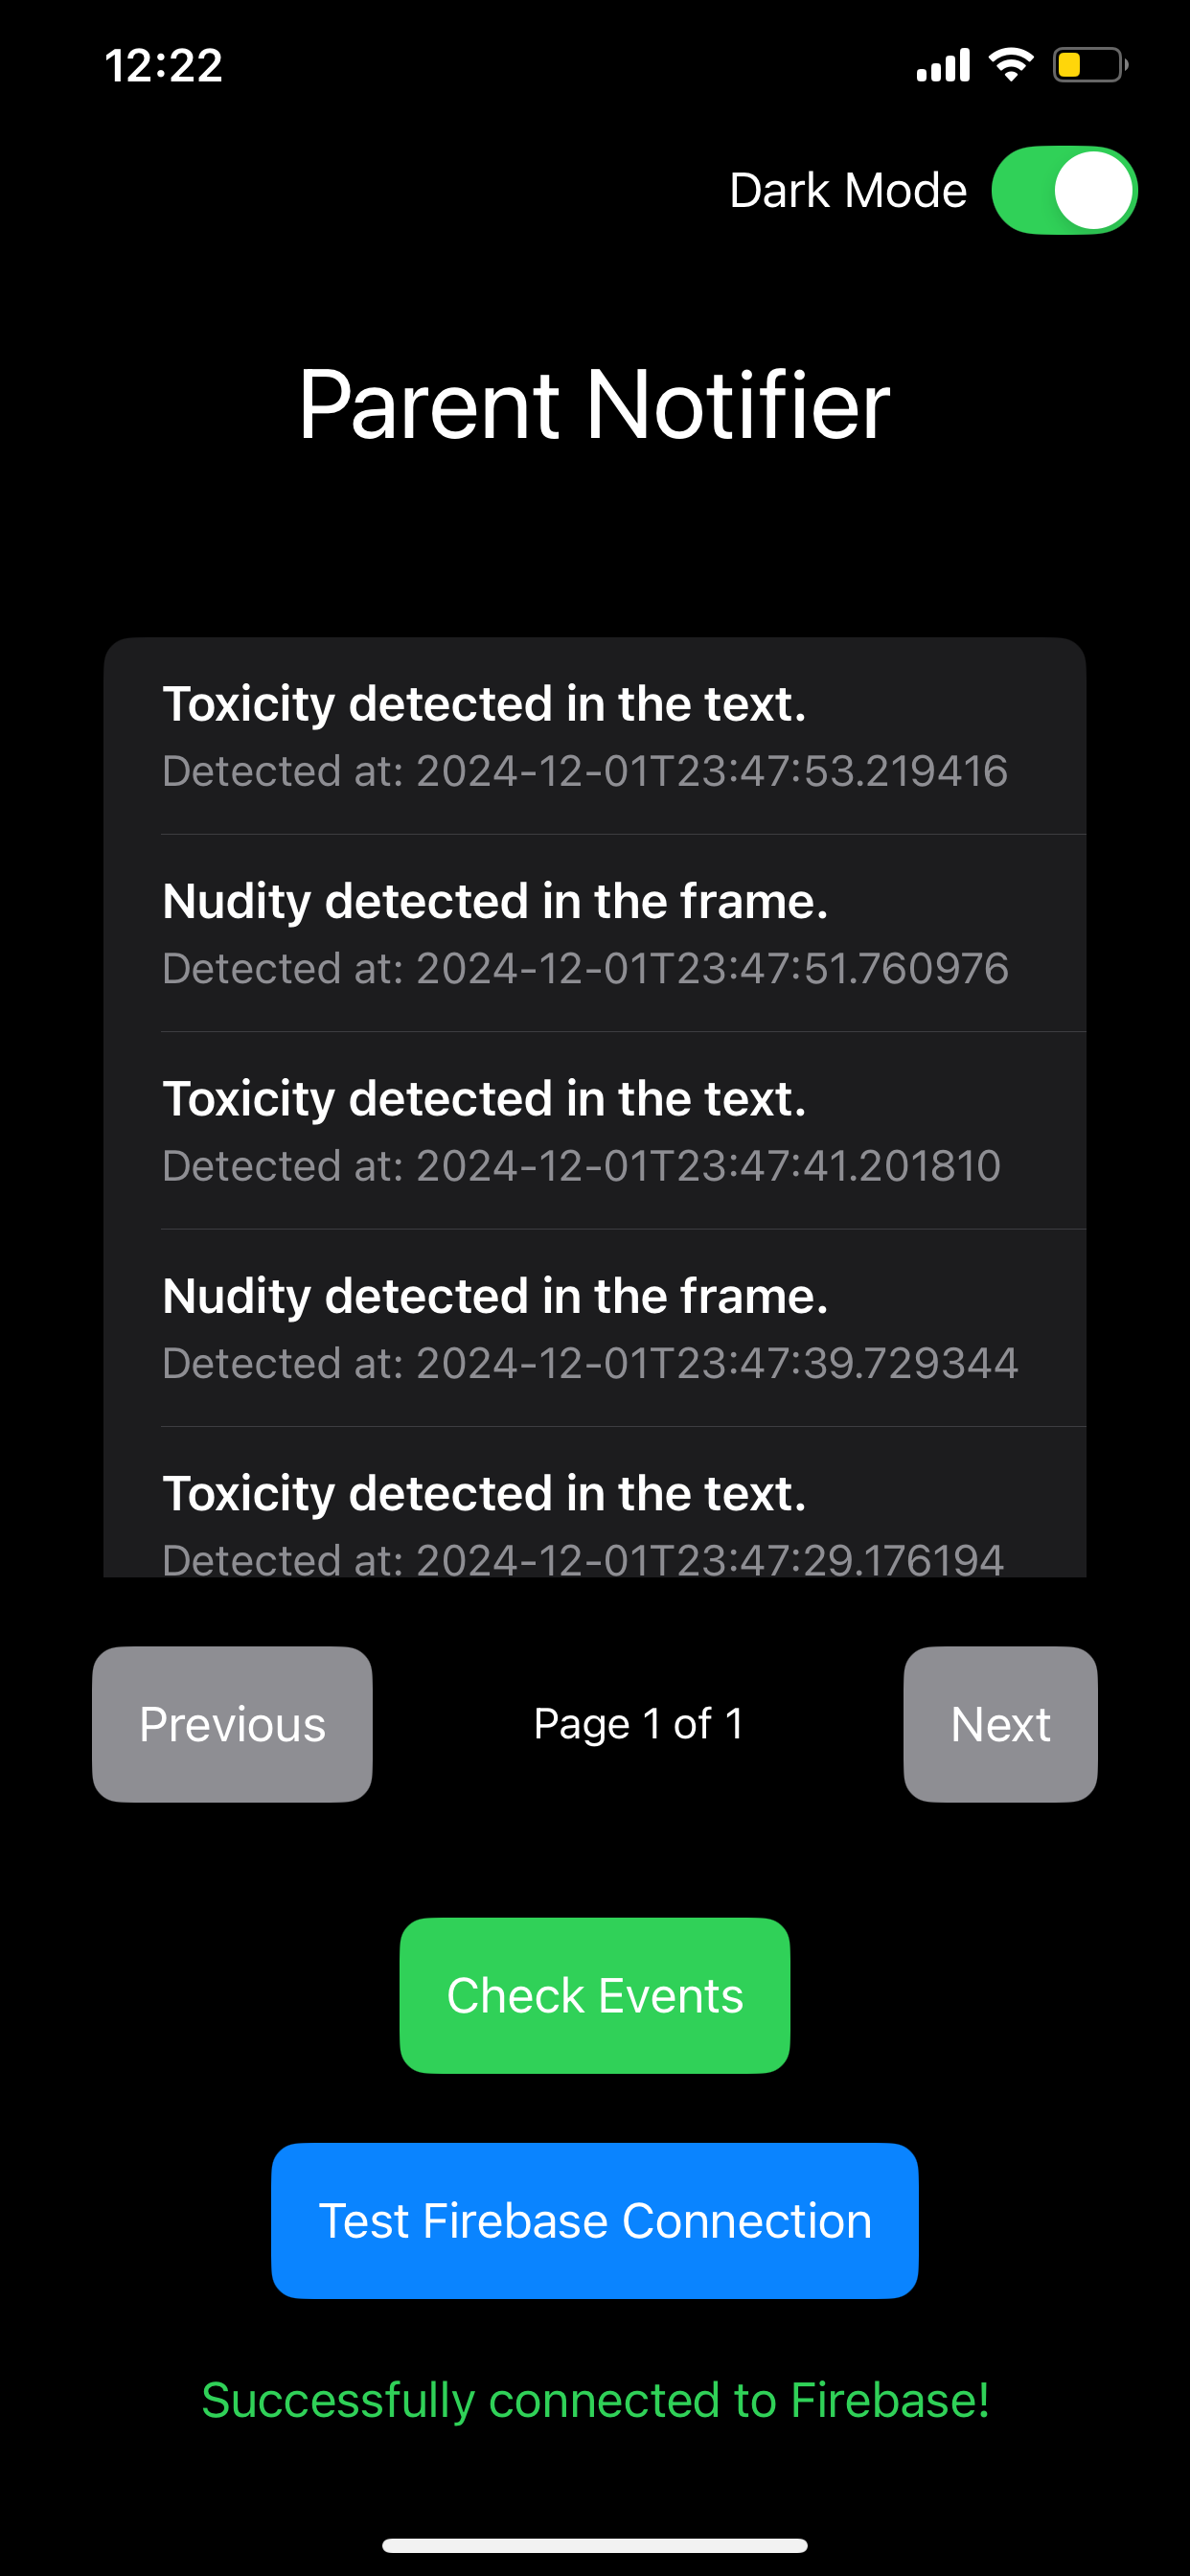 12:22
Dark Mode
Parent Notifier
Toxicity detected in the text.
Detected at: 2024-12-01T23:47:53.219416
Nudity detected in the frame.
Detected at: 2024-12-01T23:47:51.760976
Toxicity detected in the text.
Detected at: 2024-12-01T23:47:41.201810
Nudity detected in the frame.
Detected at: 2024-12-01T23:47:39.729344
Toxicity detected in the text.
Detected at: 2024-12-01T23:47:29.176194
Previous
Page 1 of 1
Next
Check Events
Test Firebase Connection
Successfully connected to Firebase!